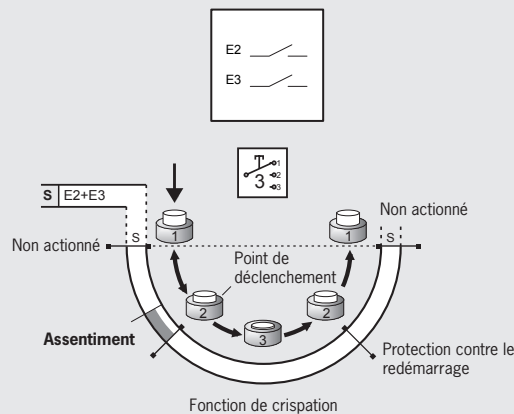 E2
E3
1
2
3
3
S E2+E3
Non actionné
S
1
Point de
déclenchement
1
S
Non actionné
2
2
3
Assentiment
Protection contre le
redémarrage
Fonction de crispation